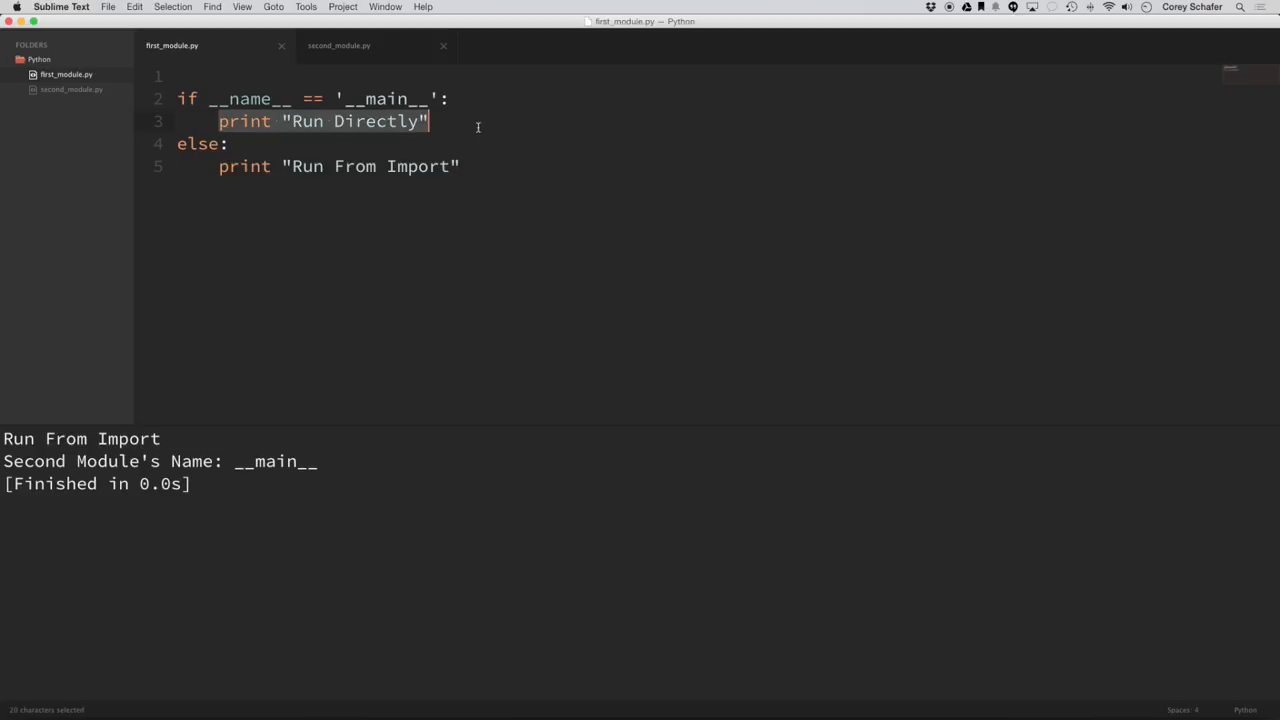 Sublime Text File Edit Selection Find View Goto Tools Project Window Help Corey Schafer
first_module.py — Python
FOLDERS
Python
first_module.py
second_module.py
first_module.py second_module.py
1
2 if __name__ == '__main__':
3 print "Run Directly"
4 else:
5 print "Run From Import"
Run From Import
Second Module's Name: __main__
[Finished in 0.0s]
20 characters selected Spaces: 4 Python